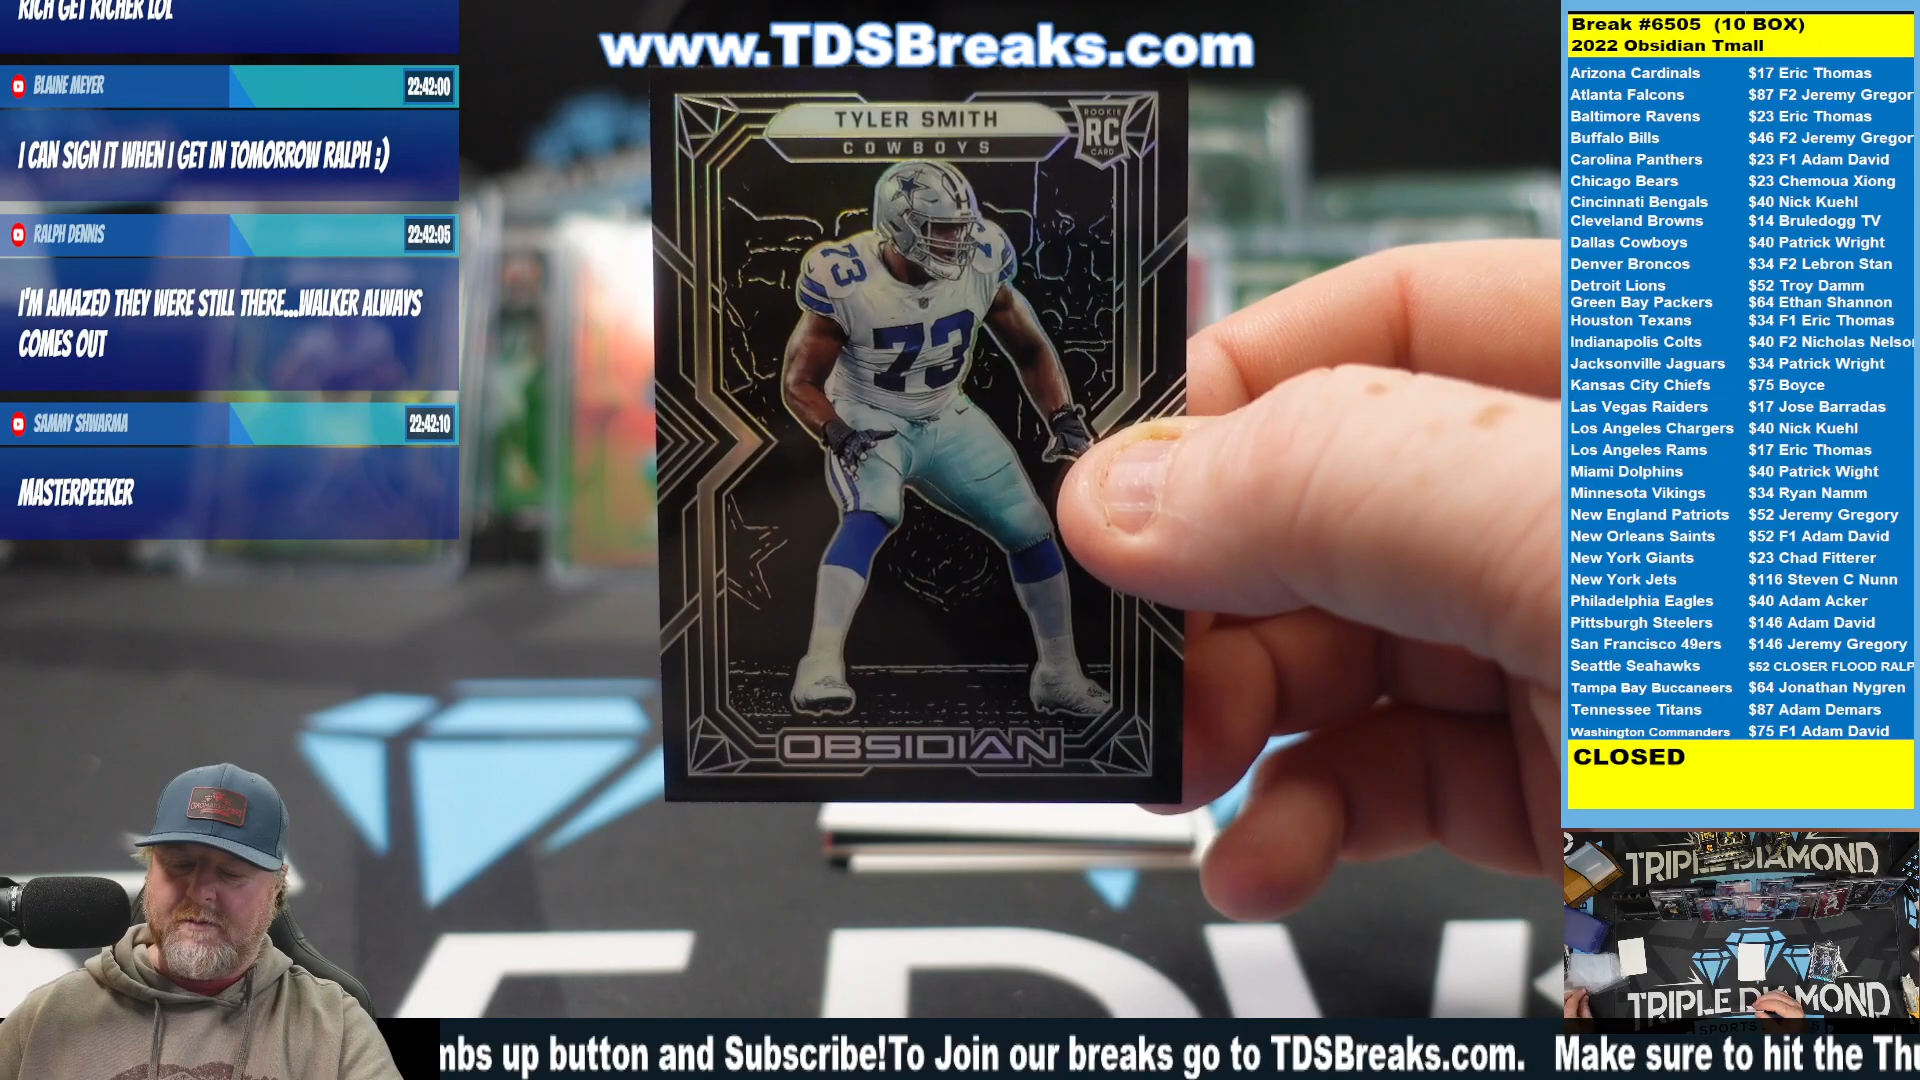 RICH GET RICHER LOL
BLAINE MEYER
22:42:00
I CAN SIGN IT WHEN I GET IN TOMORROW RALPH ;)
RALPH DENNIS
22:42:05
I'M AMAZED THEY WERE STILL THERE...WALKER ALWAYS
COMES OUT
SAMMY SHWARMA
22:42:10
MASTERPEEKER
www.TDSBreaks.com
TYLER SMITH
COWBOYS
ROOKIE
RC
CARD
73
73
OBSIDIAN
Break #6505 (10 BOX)
2022 Obsidian Tmall
Arizona Cardinals $17 Eric Thomas
Atlanta Falcons $87 F2 Jeremy Gregor
Baltimore Ravens $23 Eric Thomas
Buffalo Bills $46 F2 Jeremy Gregor
Carolina Panthers $23 F1 Adam David
Chicago Bears $23 Chemoua Xiong
Cincinnati Bengals $40 Nick Kuehl
Cleveland Browns $14 Bruledogg TV
Dallas Cowboys $40 Patrick Wright
Denver Broncos $34 F2 Lebron Stan
Detroit Lions $52 Troy Damm
Green Bay Packers $64 Ethan Shannon
Houston Texans $34 F1 Eric Thomas
Indianapolis Colts $40 F2 Nicholas Nelson
Jacksonville Jaguars $34 Patrick Wright
Kansas City Chiefs $75 Boyce
Las Vegas Raiders $17 Jose Barradas
Los Angeles Chargers $40 Nick Kuehl
Los Angeles Rams $17 Eric Thomas
Miami Dolphins $40 Patrick Wight
Minnesota Vikings $34 Ryan Namm
New England Patriots $52 Jeremy Gregory
New Orleans Saints $52 F1 Adam David
New York Giants $23 Chad Fitterer
New York Jets $116 Steven C Nunn
Philadelphia Eagles $40 Adam Acker
Pittsburgh Steelers $146 Adam David
San Francisco 49ers $146 Jeremy Gregory
Seattle Seahawks $52 CLOSER FLOOD RALP
Tampa Bay Buccaneers $64 Jonathan Nygren
Tennessee Titans $87 Adam Demars
Washington Commanders $75 F1 Adam David
CLOSED
TRIPLE DIAMOND
TRIPLE DIAMOND
SPORTS
mbs up button and Subscribe!To Join our breaks go to TDSBreaks.com. Make sure to hit the Thu